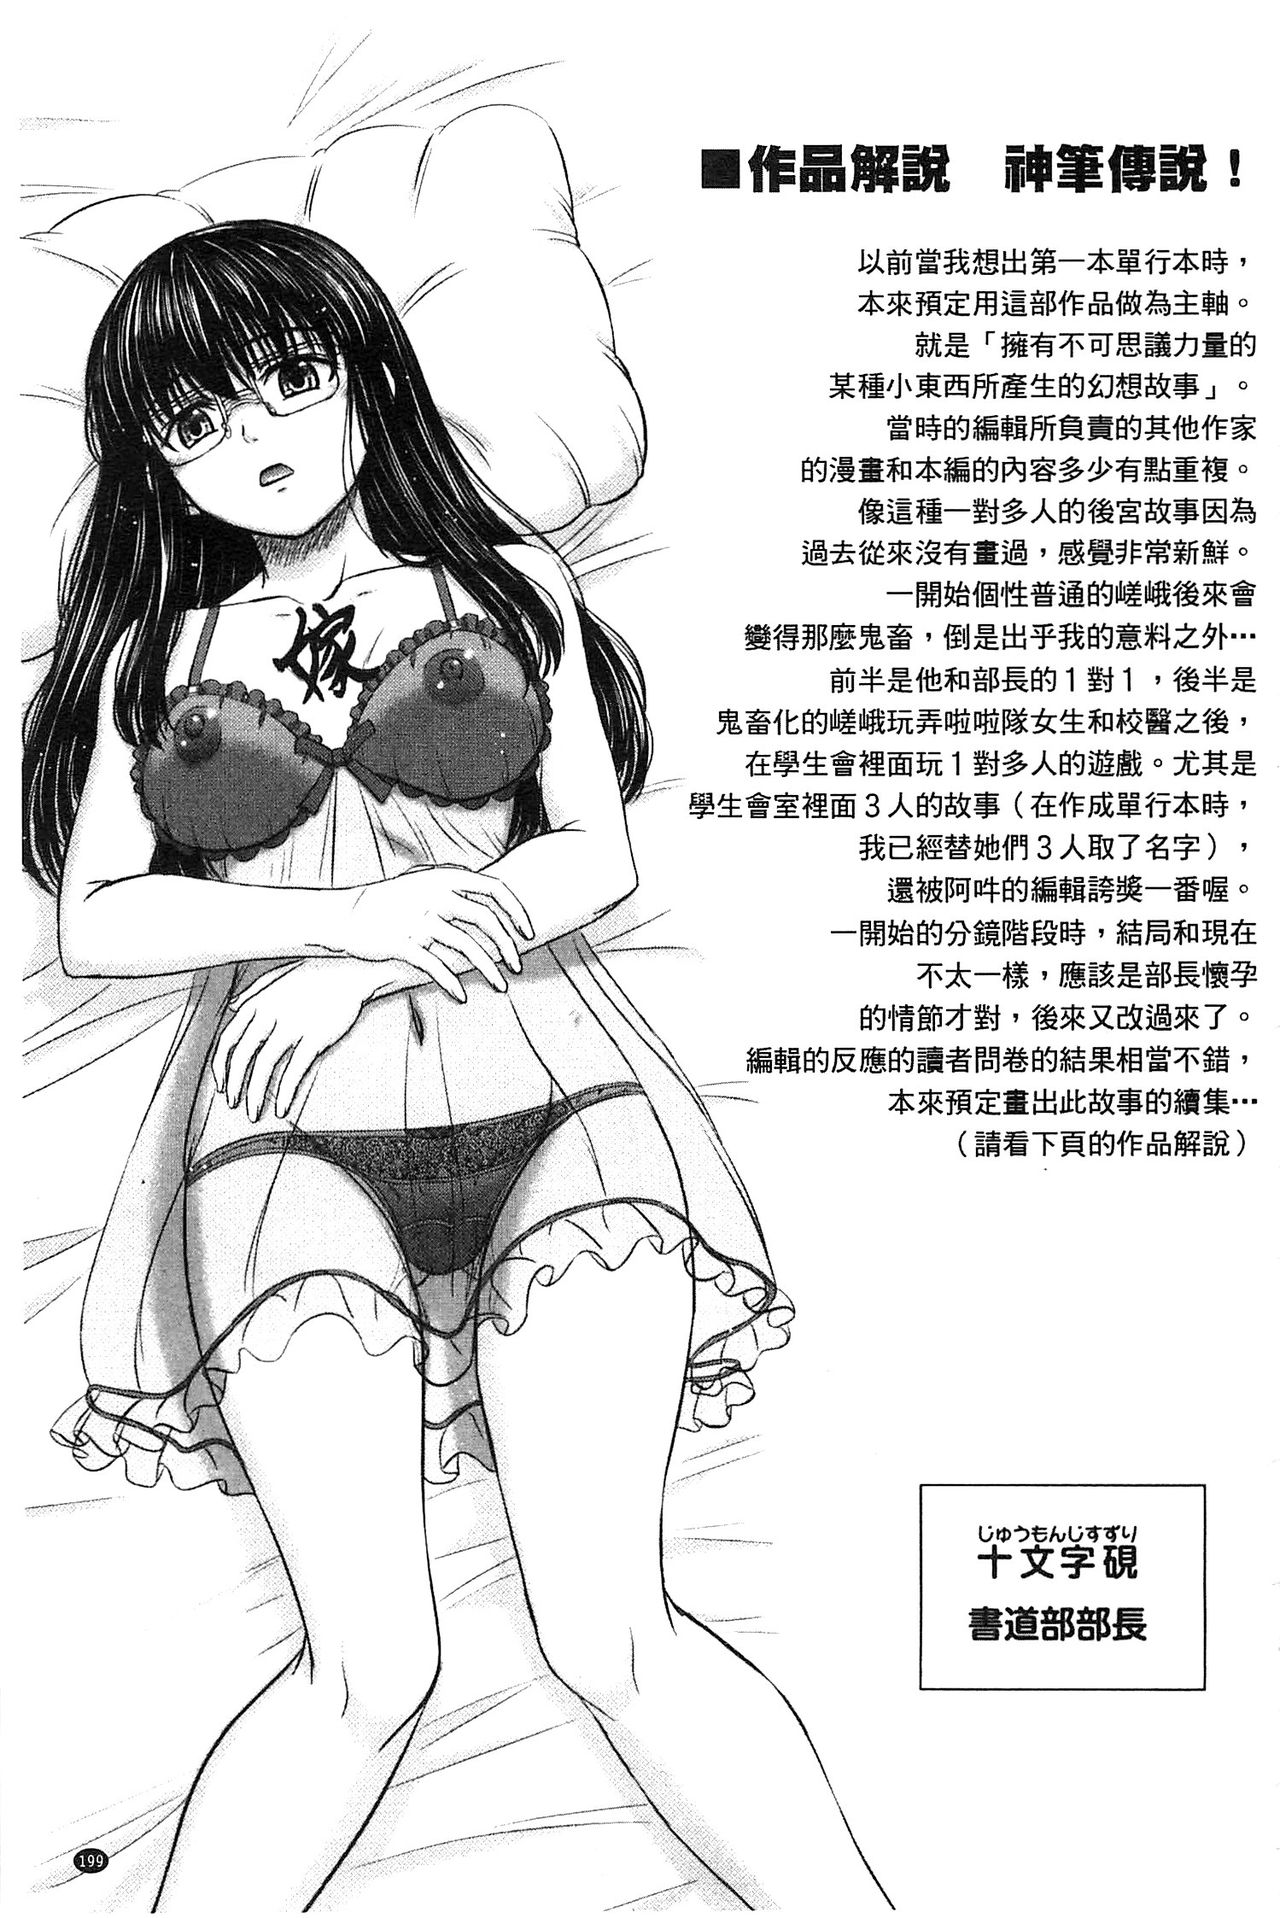 ■作品解說　神筆傳說！
以前當我想出第一本單行本時，
本來預定用這部作品做為主軸。
就是「擁有不可思議力量的
某種小東西所產生的幻想故事」。
當時的編輯所負責的其他作家
的漫畫和本編的內容多少有點重複。
像這種一對多人的後宮故事因為
過去從來沒有畫過，感覺非常新鮮。
一開始個性普通的嵯峨後來會
變得那麼鬼畜，倒是出乎我的意料之外⋯
前半是他和部長的１對１，後半是
鬼畜化的嵯峨玩弄啦啦隊女生和校醫之後，
在學生會裡面玩１對多人的遊戲。尤其是
學生會室裡面３人的故事（在作成單行本時，
我已經替她們３人取了名字），
還被阿吽的編輯誇獎一番喔。
一開始的分鏡階段時，結局和現在
不太一樣，應該是部長懷孕
的情節才對，後來又改過來了。
編輯的反應的讀者問卷的結果相當不錯，
本來預定畫出此故事的續集⋯
（請看下頁的作品解說）
嫁
じゅうもんじすずり
十文字硯
書道部部長
199